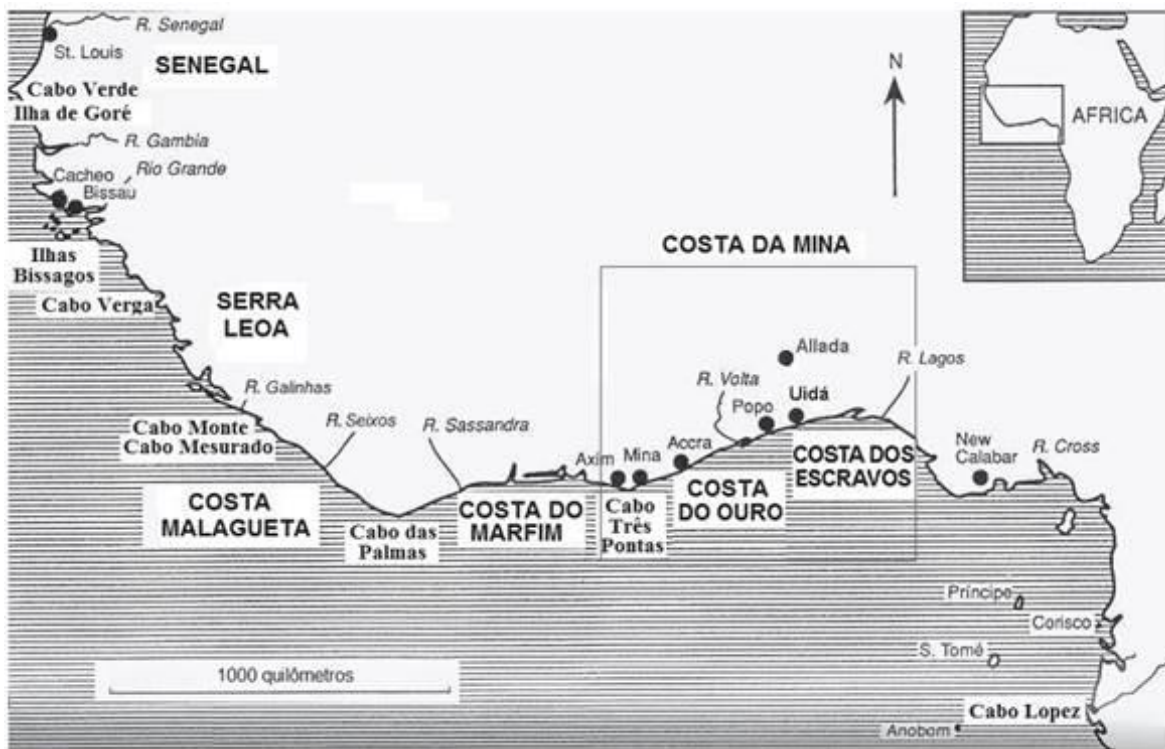 R. Senegal
St. Louis
SENEGAL
Cabo Verde
Ilha de Goré
R. Gambia
Rio Grande
Cacheo
Bissau
Ilhas
Bissagos
Cabo Verga
SERRA
LEOA
R. Galinhas
Cabo Monte
Cabo Mesurado
R. Seixos
R. Sassandra
COSTA
MALAGUETA
Cabo das
Palmas
COSTA DO
MARFIM
N
AFRICA
COSTA DA MINA
Allada
R. Lagos
R. Volta
Popo
Uidá
Axim
Mina
Accra
Cabo
Três
Pontas
COSTA
DO OURO
COSTA DOS
ESCRAVOS
New
Calabar
R. Cross
Príncipe
Corisco
S. Tomé
Cabo Lopez
Anobom
1000 quilômetros